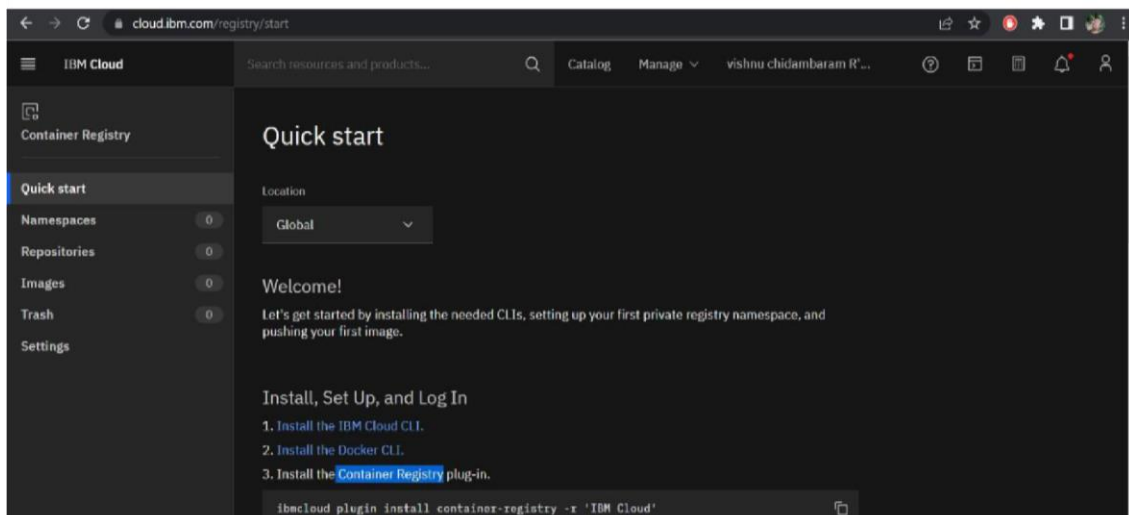 cloud.ibm.com/registry/start
IBM Cloud
Search resources and products...
Catalog
Manage
vishnu chidambaram R'...
Container Registry
Quick start
Namespaces 0
Repositories 0
Images 0
Trash 0
Settings
Quick start
Location
Global
Welcome!
Let's get started by installing the needed CLIs, setting up your first private registry namespace, and
pushing your first image.
Install, Set Up, and Log In
1. Install the IBM Cloud CLI.
2. Install the Docker CLI.
3. Install the Container Registry plug-in.
ibmcloud plugin install container-registry -r 'IBM Cloud'